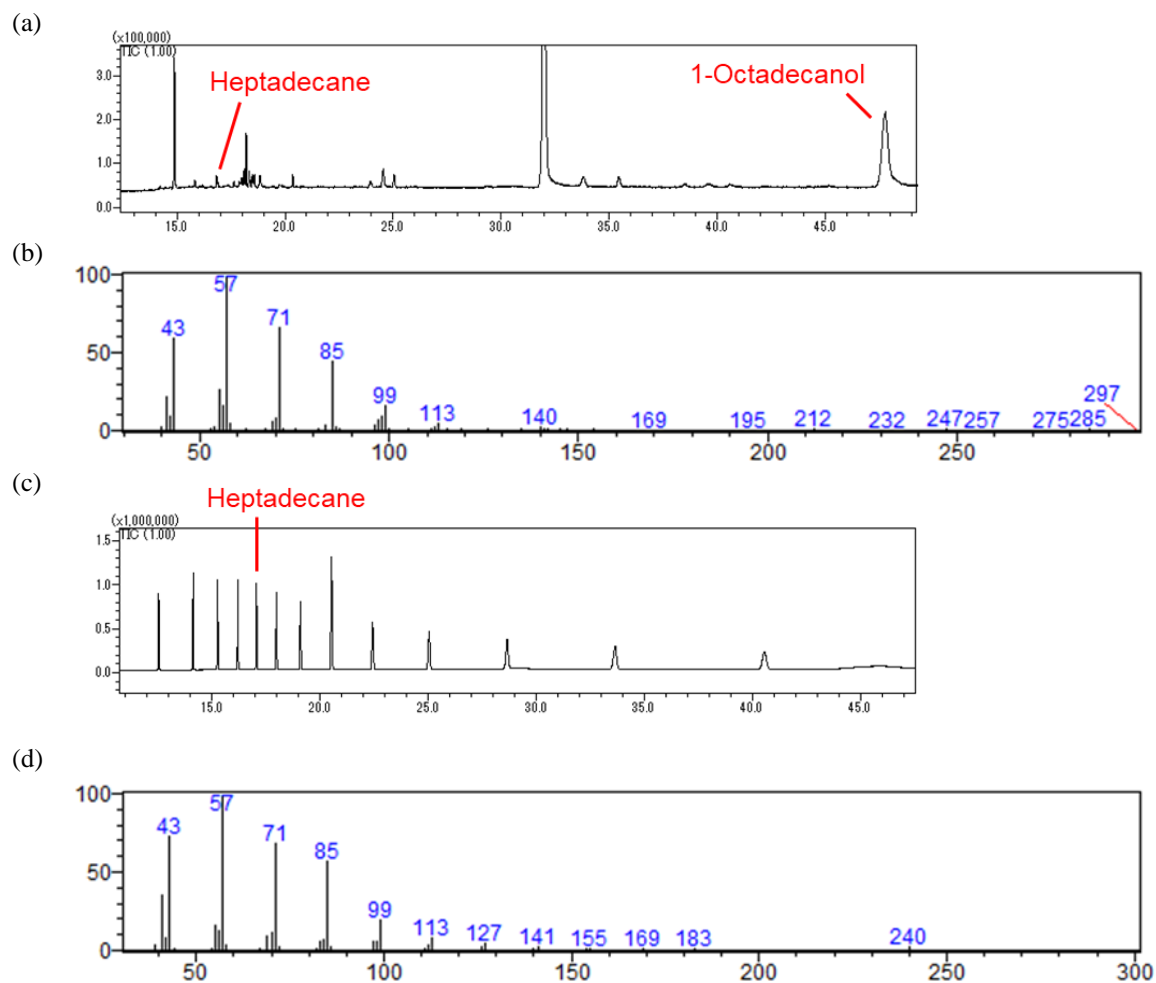 (a)
(x100,000)
TIC (1.00)
Heptadecane
1-Octadecanol
3.0
2.0
1.0
0.0
15.0 20.0 25.0 30.0 35.0 40.0 45.0
(b)
100
50
0
43 57 71 85 99 113 140 169 195 212 232 247 257 275 285 297
50 100 150 200 250
(c)
Heptadecane
(x1,000,000)
TIC (1.00)
1.5
1.0
0.5
0.0
15.0 20.0 25.0 30.0 35.0 40.0 45.0
(d)
100
50
0
43 57 71 85 99 113 127 141 155 169 183 240
50 100 150 200 250 300